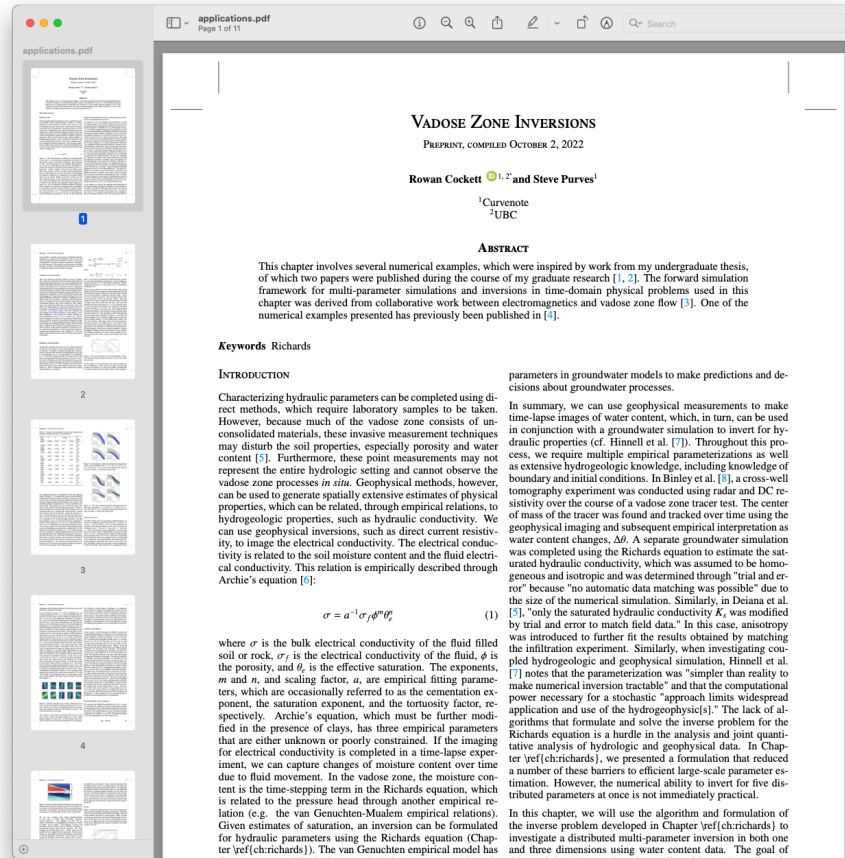 applications.pdf
Page 1 of 11
Search
applications.pdf
1
2
3
4
VADOSE ZONE INVERSIONS
PREPRINT, COMPILED OCTOBER 2, 2022
Rowan Cockett 1, 2* and Steve Purves1
1Curvenote
2UBC
ABSTRACT
This chapter involves several numerical examples, which were inspired by work from my undergraduate thesis,
of which two papers were published during the course of my graduate research [1, 2]. The forward simulation
framework for multi-parameter simulations and inversions in time-domain physical problems used in this
chapter was derived from collaborative work between electromagnetics and vadose zone flow [3]. One of the
numerical examples presented has previously been published in [4].
Keywords Richards
INTRODUCTION
Characterizing hydraulic parameters can be completed using di-
rect methods, which require laboratory samples to be taken.
However, because much of the vadose zone consists of un-
consolidated materials, these invasive measurement techniques
may disturb the soil properties, especially porosity and water
content [5]. Furthermore, these point measurements may not
represent the entire hydrologic setting and cannot observe the
vadose zone processes in situ. Geophysical methods, however,
can be used to generate spatially extensive estimates of physical
properties, which can be related, through empirical relations, to
hydrogeologic properties, such as hydraulic conductivity. We
can use geophysical inversions, such as direct current resistiv-
ity, to image the electrical conductivity. The electrical conduc-
tivity is related to the soil moisture content and the fluid electri-
cal conductivity. This relation is empirically described through
Archie's equation [6]:
σ = a⁻¹σ_f ϕᵐθₑⁿ (1)
where σ is the bulk electrical conductivity of the fluid filled
soil or rock, σ_f is the electrical conductivity of the fluid, ϕ is
the porosity, and θₑ is the effective saturation. The exponents,
m and n, and scaling factor, a, are empirical fitting parame-
ters, which are occasionally referred to as the cementation ex-
ponent, the saturation exponent, and the tortuosity factor, re-
spectively. Archie's equation, which must be further modi-
fied in the presence of clays, has three empirical parameters
that are either unknown or poorly constrained. If the imaging
for electrical conductivity is completed in a time-lapse exper-
iment, we can capture changes of moisture content over time
due to fluid movement. In the vadose zone, the moisture con-
tent is the time-stepping term in the Richards equation, which
is related to the pressure head through another empirical re-
lation (e.g. the van Genuchten-Mualem empirical relations).
Given estimates of saturation, an inversion can be formulated
for hydraulic parameters using the Richards equation (Chap-
ter \ref{ch:richards}). The van Genuchten empirical model has
parameters in groundwater models to make predictions and de-
cisions about groundwater processes.
In summary, we can use geophysical measurements to make
time-lapse images of water content, which, in turn, can be used
in conjunction with a groundwater simulation to invert for hy-
draulic properties (cf. Hinnell et al. [7]). Throughout this pro-
cess, we require multiple empirical parameterizations as well
as extensive hydrogeologic knowledge, including knowledge of
boundary and initial conditions. In Binley et al. [8], a cross-well
tomography experiment was conducted using radar and DC re-
sistivity over the course of a vadose zone tracer test. The center
of mass of the tracer was found and tracked over time using the
geophysical imaging and subsequent empirical interpretation as
water content changes, Δθ. A separate groundwater simulation
was completed using the Richards equation to estimate the sat-
urated hydraulic conductivity, which was assumed to be homo-
geneous and isotropic and was determined through "trial and er-
ror" because "no automatic data matching was possible" due to
the size of the numerical simulation. Similarly, in Deiana et al.
[5], "only the saturated hydraulic conductivity Kₛ was modified
by trial and error to match field data." In this case, anisotropy
was introduced to further fit the results obtained by matching
the infiltration experiment. Similarly, when investigating cou-
pled hydrogeologic and geophysical simulation, Hinnell et al.
[7] notes that the parameterization was "simpler than reality to
make numerical inversion tractable" and that the computational
power necessary for a stochastic "approach limits widespread
application and use of the hydrogeophysic[s]." The lack of al-
gorithms that formulate and solve the inverse problem for the
Richards equation is a hurdle in the analysis and joint quanti-
tative analysis of hydrologic and geophysical data. In Chap-
ter \ref{ch:richards}, we presented a formulation that reduced
a number of these barriers to efficient large-scale parameter es-
timation. However, the numerical ability to invert for five dis-
tributed parameters at once is not immediately practical.
In this chapter, we will use the algorithm and formulation of
the inverse problem developed in Chapter \ref{ch:richards} to
investigate a distributed multi-parameter inversion in both one
and three dimensions using water content data. The goal of